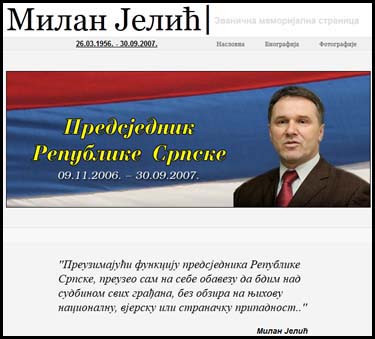 Милан Јелић
Званична меморијална страница
26.03.1956. - 30.09.2007.
Насловна Биографија Фотографије
Предсједник
Републике Српске
09.11.2006. – 30.09.2007.
"Преузимајући функцију предсједника Републике
Српске, преузео сам на себе обавезу да бдим над
судбином свих грађана, без обзира на њихову
националну, вјерску или страначку припадност.."
Милан Јелић